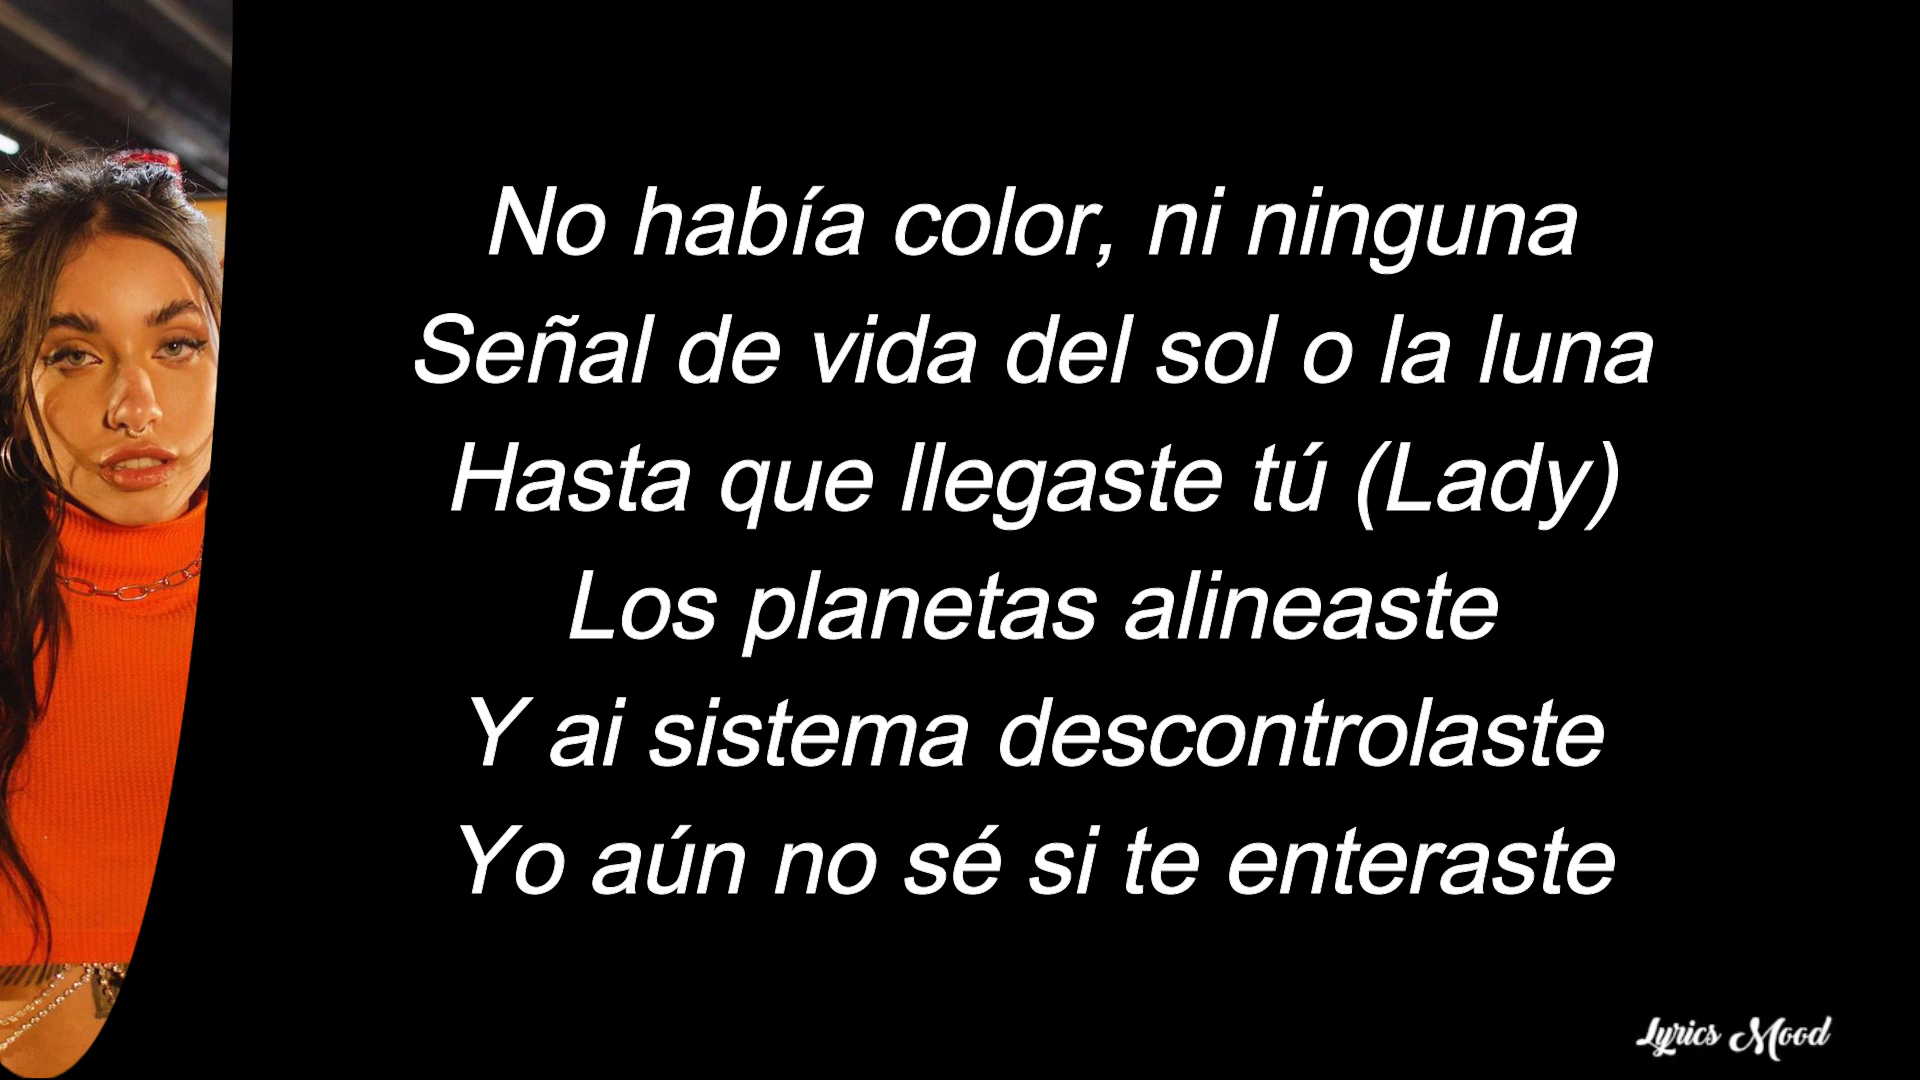 No había color, ni ninguna
Señal de vida del sol o la luna
Hasta que llegaste tú (Lady)
Los planetas alineaste
Y ai sistema descontrolaste
Yo aún no sé si te enteraste
Lyrics Mood